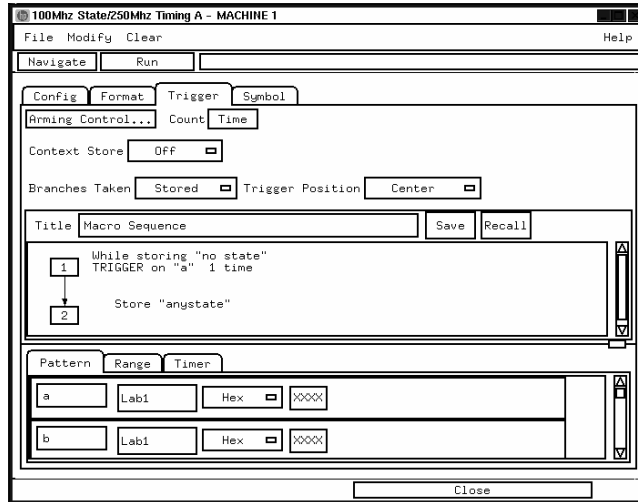 100Mhz State/250Mhz Timing A - MACHINE 1
File Modify Clear Help
Navigate Run
Config Format Trigger Symbol
Arming Control... Count Time
Context Store Off
Branches Taken Stored Trigger Position Center
Title Macro Sequence Save Recall
While storing "no state"
1 TRIGGER on "a" 1 time
Store "anystate"
2
Pattern Range Timer
a Lab1 Hex XXXX
b Lab1 Hex XXXX
Close